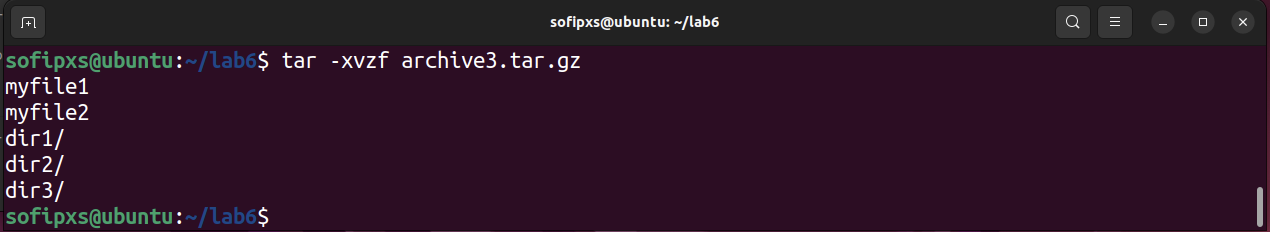 sofipxs@ubuntu: ~/lab6
sofipxs@ubuntu:~/lab6$ tar -xvzf archive3.tar.gz
myfile1
myfile2
dir1/
dir2/
dir3/
sofipxs@ubuntu:~/lab6$